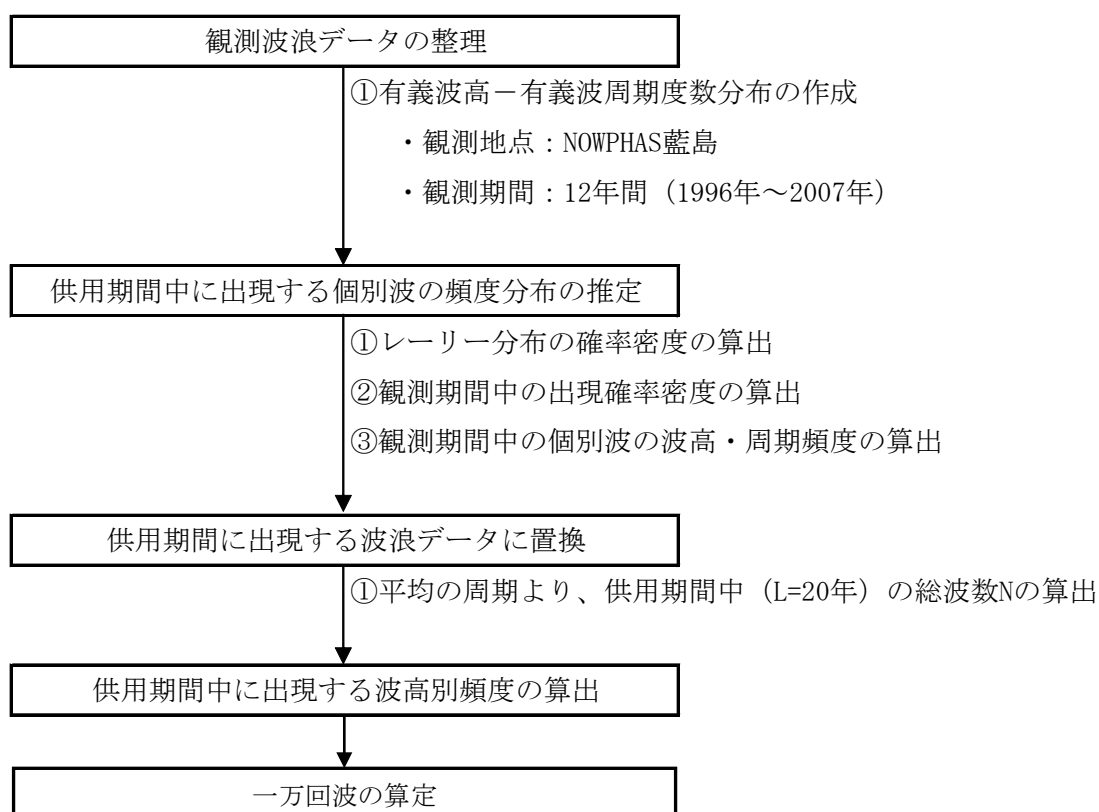 観測波浪データの整理
①有義波高－有義波周期度数分布の作成
・観測地点：NOWPHAS藍島
・観測期間：12年間（1996年～2007年）
供用期間中に出現する個別波の頻度分布の推定
①レーリー分布の確率密度の算出
②観測期間中の出現確率密度の算出
③観測期間中の個別波の波高・周期頻度の算出
供用期間に出現する波浪データに置換
①平均の周期より、供用期間中（L=20年）の総波数Nの算出
供用期間中に出現する波高別頻度の算出
一万回波の算定